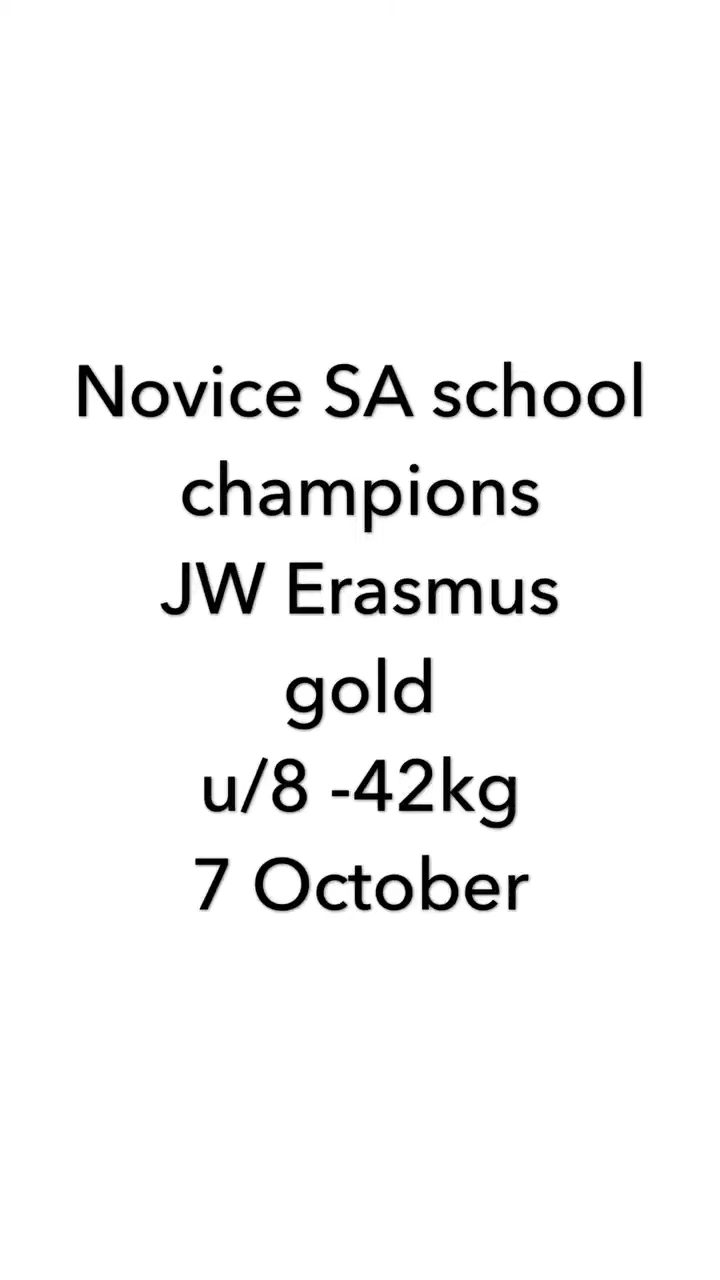 Novice SA school
champions
JW Erasmus
gold
u/8 -42kg
7 October